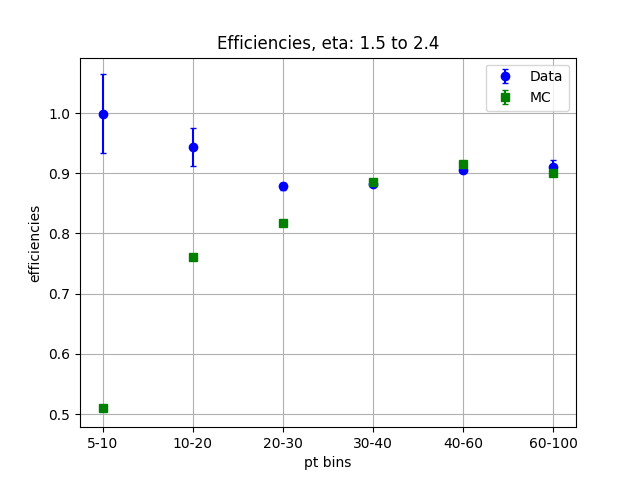 Efficiencies, eta: 1.5 to 2.4
Data
MC
1.0
0.9
0.8
0.7
0.6
0.5
efficiencies
5-10 10-20 20-30 30-40 40-60 60-100
pt bins